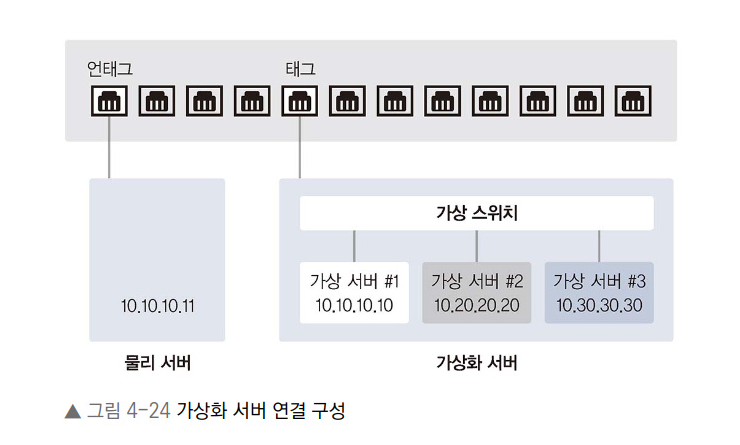 언태그
태그
가상 스위치
가상 서버 #1
10.10.10.10
가상 서버 #2
10.20.20.20
가상 서버 #3
10.30.30.30
10.10.10.11
물리 서버
가상화 서버
▲ 그림 4-24 가상화 서버 연결 구성